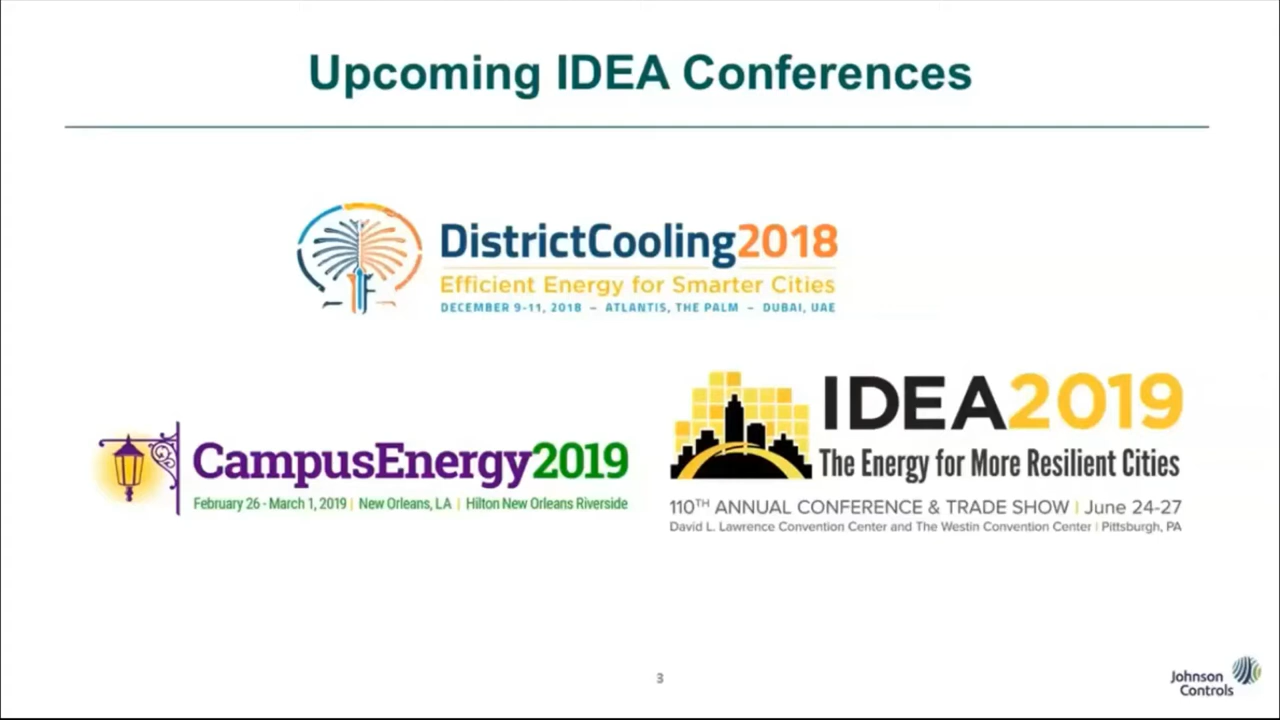 Upcoming IDEA Conferences
DistrictCooling2018
Efficient Energy for Smarter Cities
DECEMBER 9-11, 2018 – ATLANTIS, THE PALM – DUBAI, UAE
CampusEnergy2019
February 26 - March 1, 2019 | New Orleans, LA | Hilton New Orleans Riverside
IDEA2019
The Energy for More Resilient Cities
110TH ANNUAL CONFERENCE & TRADE SHOW | June 24-27
David L. Lawrence Convention Center and The Westin Convention Center | Pittsburgh, PA
3
Johnson
Controls